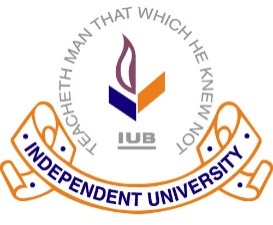 TEACHETH MAN THAT WHICH HE KNEW NOT
IUB
· INDEPENDENT UNIVERSITY ·